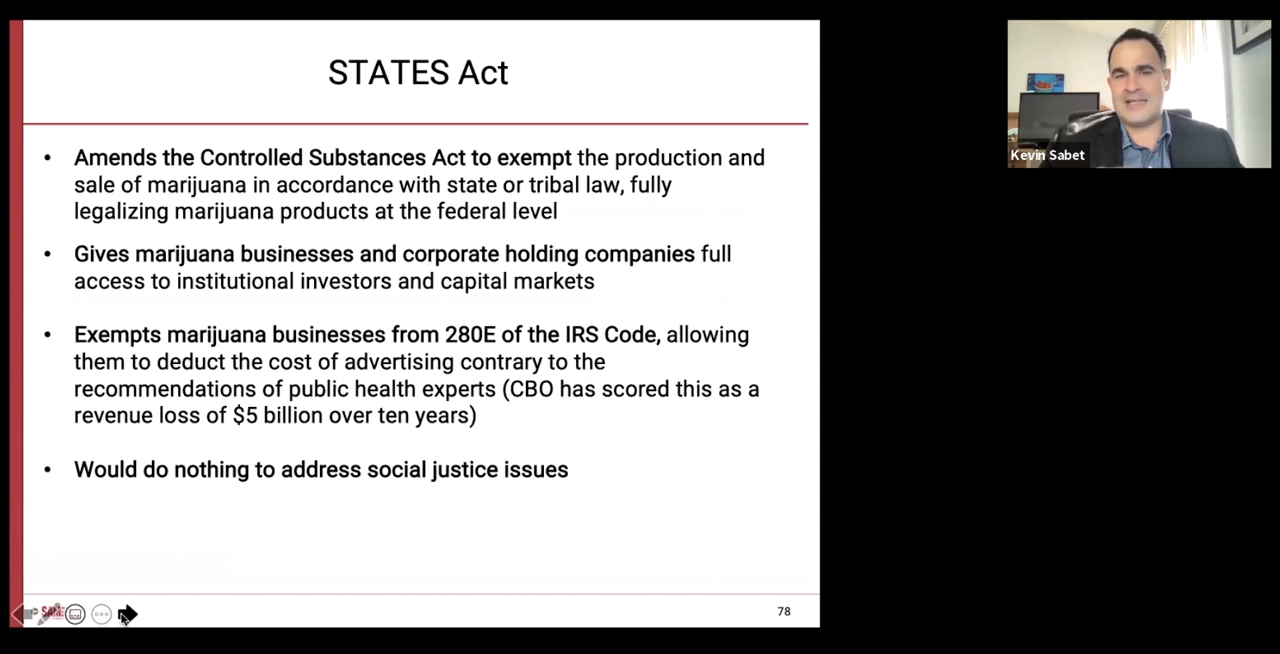 STATES Act
• Amends the Controlled Substances Act to exempt the production and
sale of marijuana in accordance with state or tribal law, fully
legalizing marijuana products at the federal level
• Gives marijuana businesses and corporate holding companies full
access to institutional investors and capital markets
• Exempts marijuana businesses from 280E of the IRS Code, allowing
them to deduct the cost of advertising contrary to the
recommendations of public health experts (CBO has scored this as a
revenue loss of $5 billion over ten years)
• Would do nothing to address social justice issues
78
Kevin Sabet